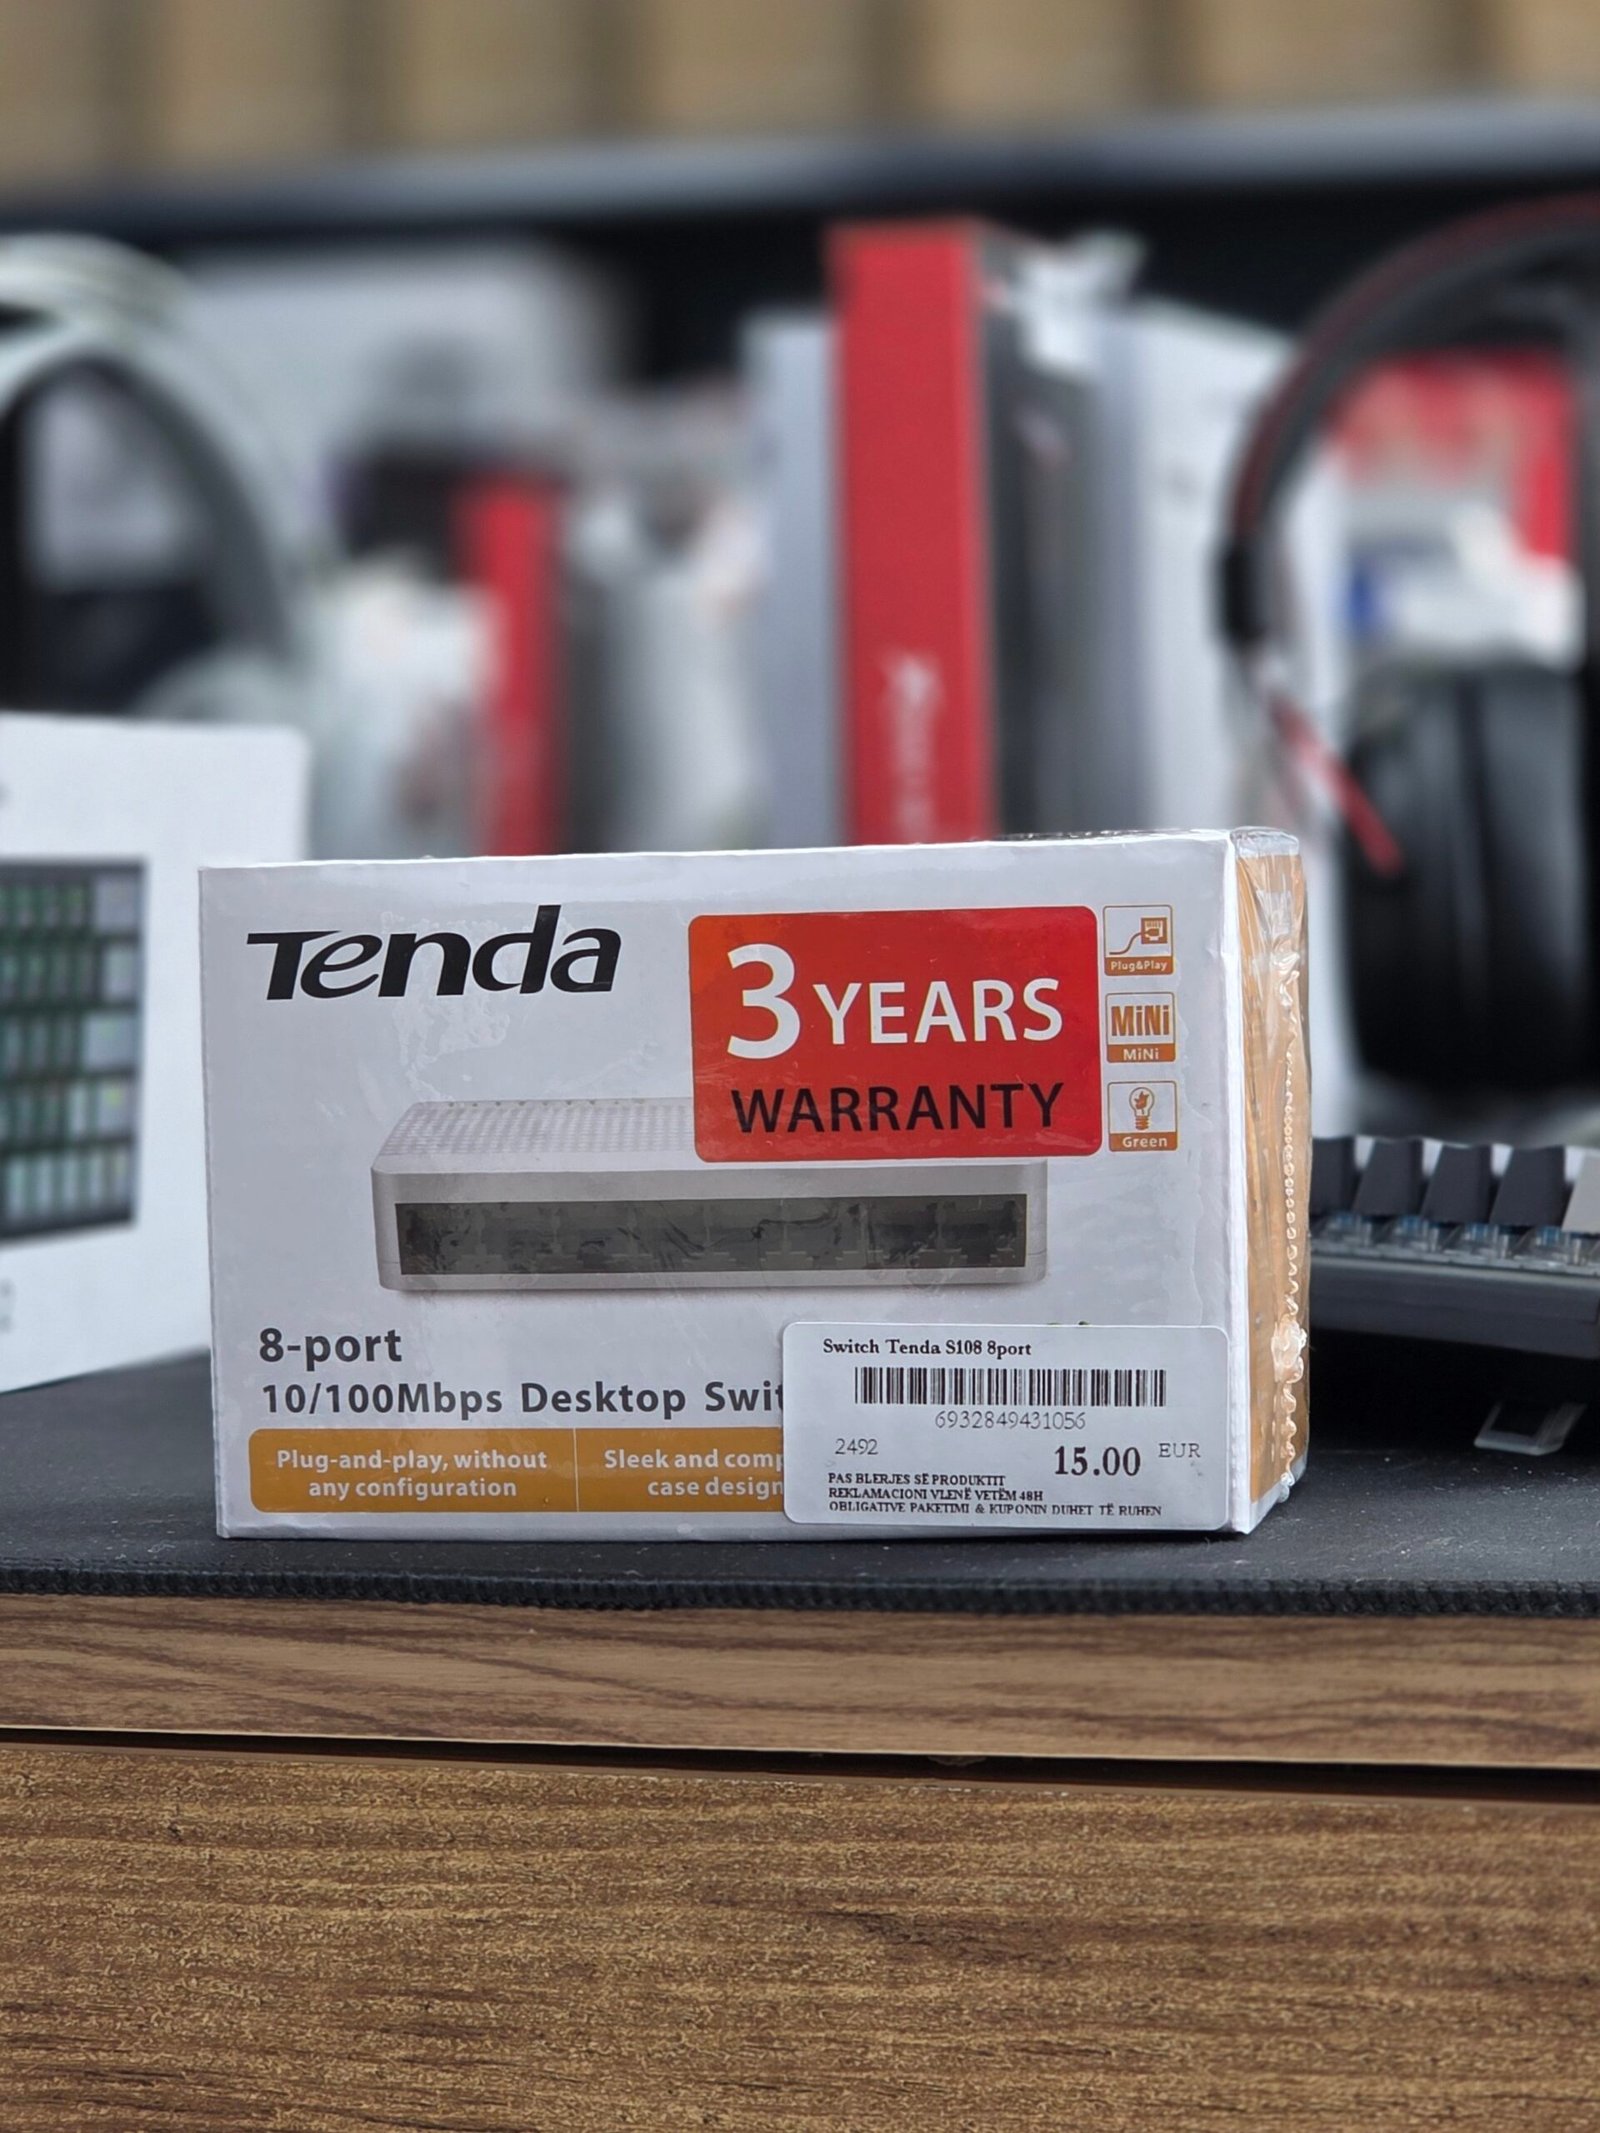 Tenda
3 YEARS
WARRANTY
Plug&Play
MiNi
MiNi
Green
8-port
10/100Mbps Desktop Swit
Plug-and-play, without
any configuration
Sleek and comp
case design
Switch Tenda S108 8port
6932849431056
2492
15.00 EUR
PAS BLERJES SË PRODUKTIT
REKLAMACIONI VLENË VETËM 48H
OBLIGATIVE PAKETIMI & KUPONIN DUHET TË RUHEN